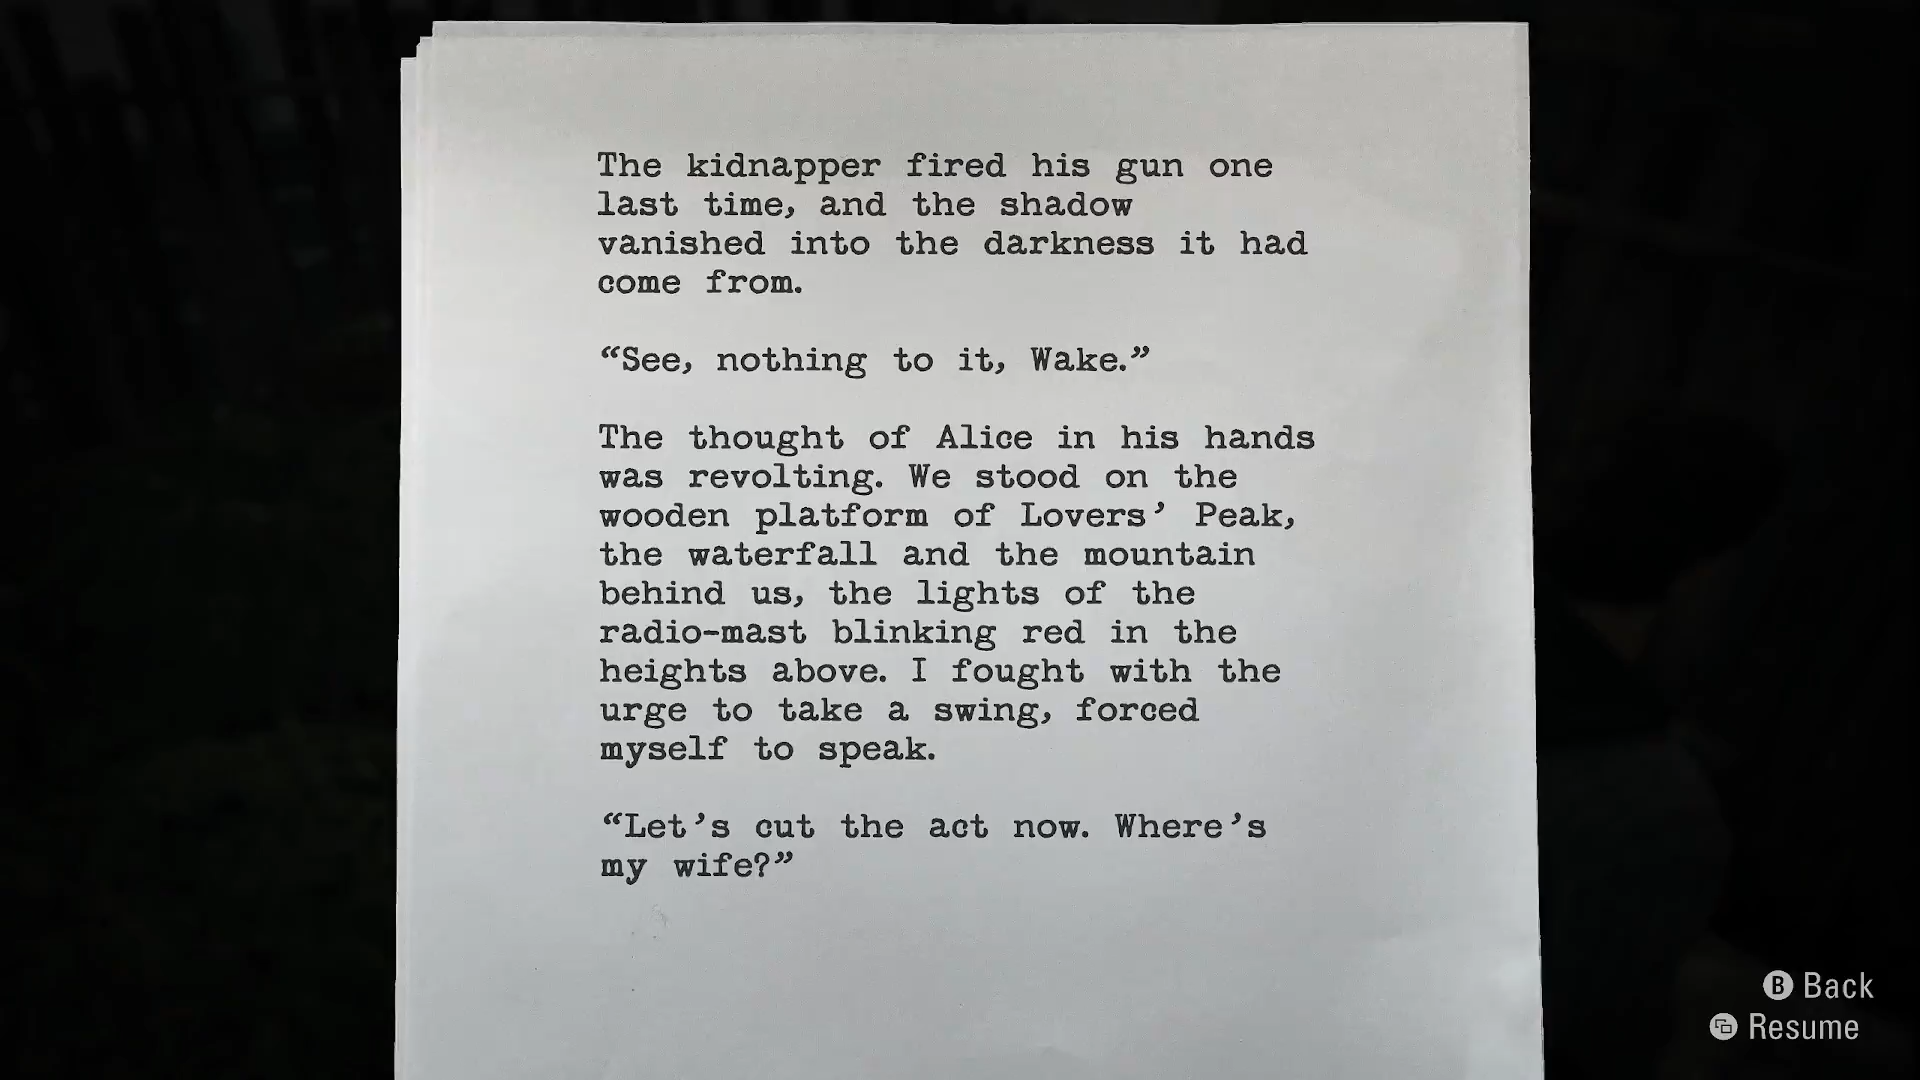 The kidnapper fired his gun one
last time, and the shadow
vanished into the darkness it had
come from.
“See, nothing to it, Wake.”
The thought of Alice in his hands
was revolting. We stood on the
wooden platform of Lovers’ Peak,
the waterfall and the mountain
behind us, the lights of the
radio-mast blinking red in the
heights above. I fought with the
urge to take a swing, forced
myself to speak.
“Let’s cut the act now. Where’s
my wife?”
B Back
Resume